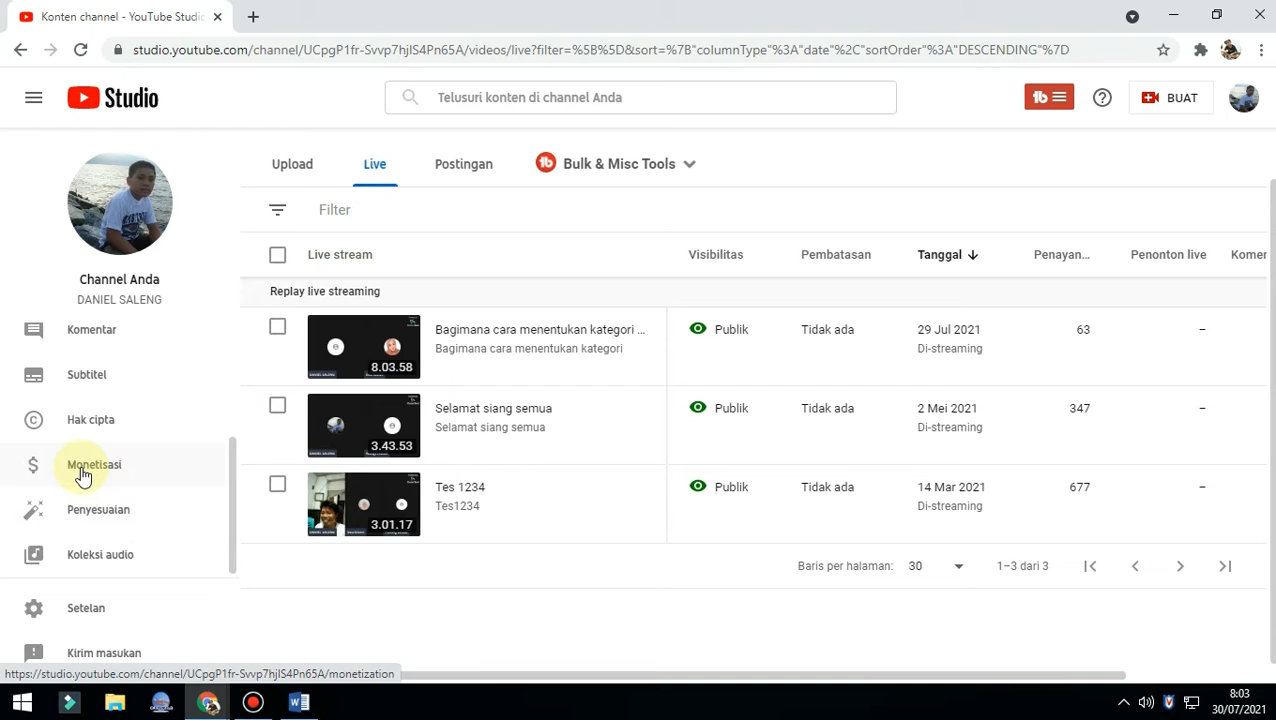 Konten channel - YouTube Studio
studio.youtube.com/channel/UCpgP1fr-Svvp7hjIS4Pn65A/videos/live?filter=%5B%5D&sort=%7B"columnType"%3A"date"%2C"sortOrder"%3A"DESCENDING"%7D
Studio
Telusuri konten di channel Anda
tb
BUAT
Channel Anda
DANIEL SALENG
Komentar
Subtitel
Hak cipta
Monetisasi
Penyesuaian
Koleksi audio
Setelan
Kirim masukan
Upload Live Postingan tb Bulk & Misc Tools
Filter
Live stream Visibilitas Pembatasan Tanggal Penayan... Penonton live Komen
Replay live streaming
8.03.58
Bagimana cara menentukan kategori ... Publik Tidak ada 29 Jul 2021 63 –
Bagimana cara menentukan kategori Di-streaming
3.43.53
Selamat siang semua Publik Tidak ada 2 Mei 2021 347 –
Selamat siang semua Di-streaming
3.01.17
Tes 1234 Publik Tidak ada 14 Mar 2021 677 –
Tes1234 Di-streaming
Baris per halaman: 30 1–3 dari 3
https://studio.youtube.com/channel/UCpgP1fr-Svvp7hjIS4Pn65A/monetization
8:03
30/07/2021